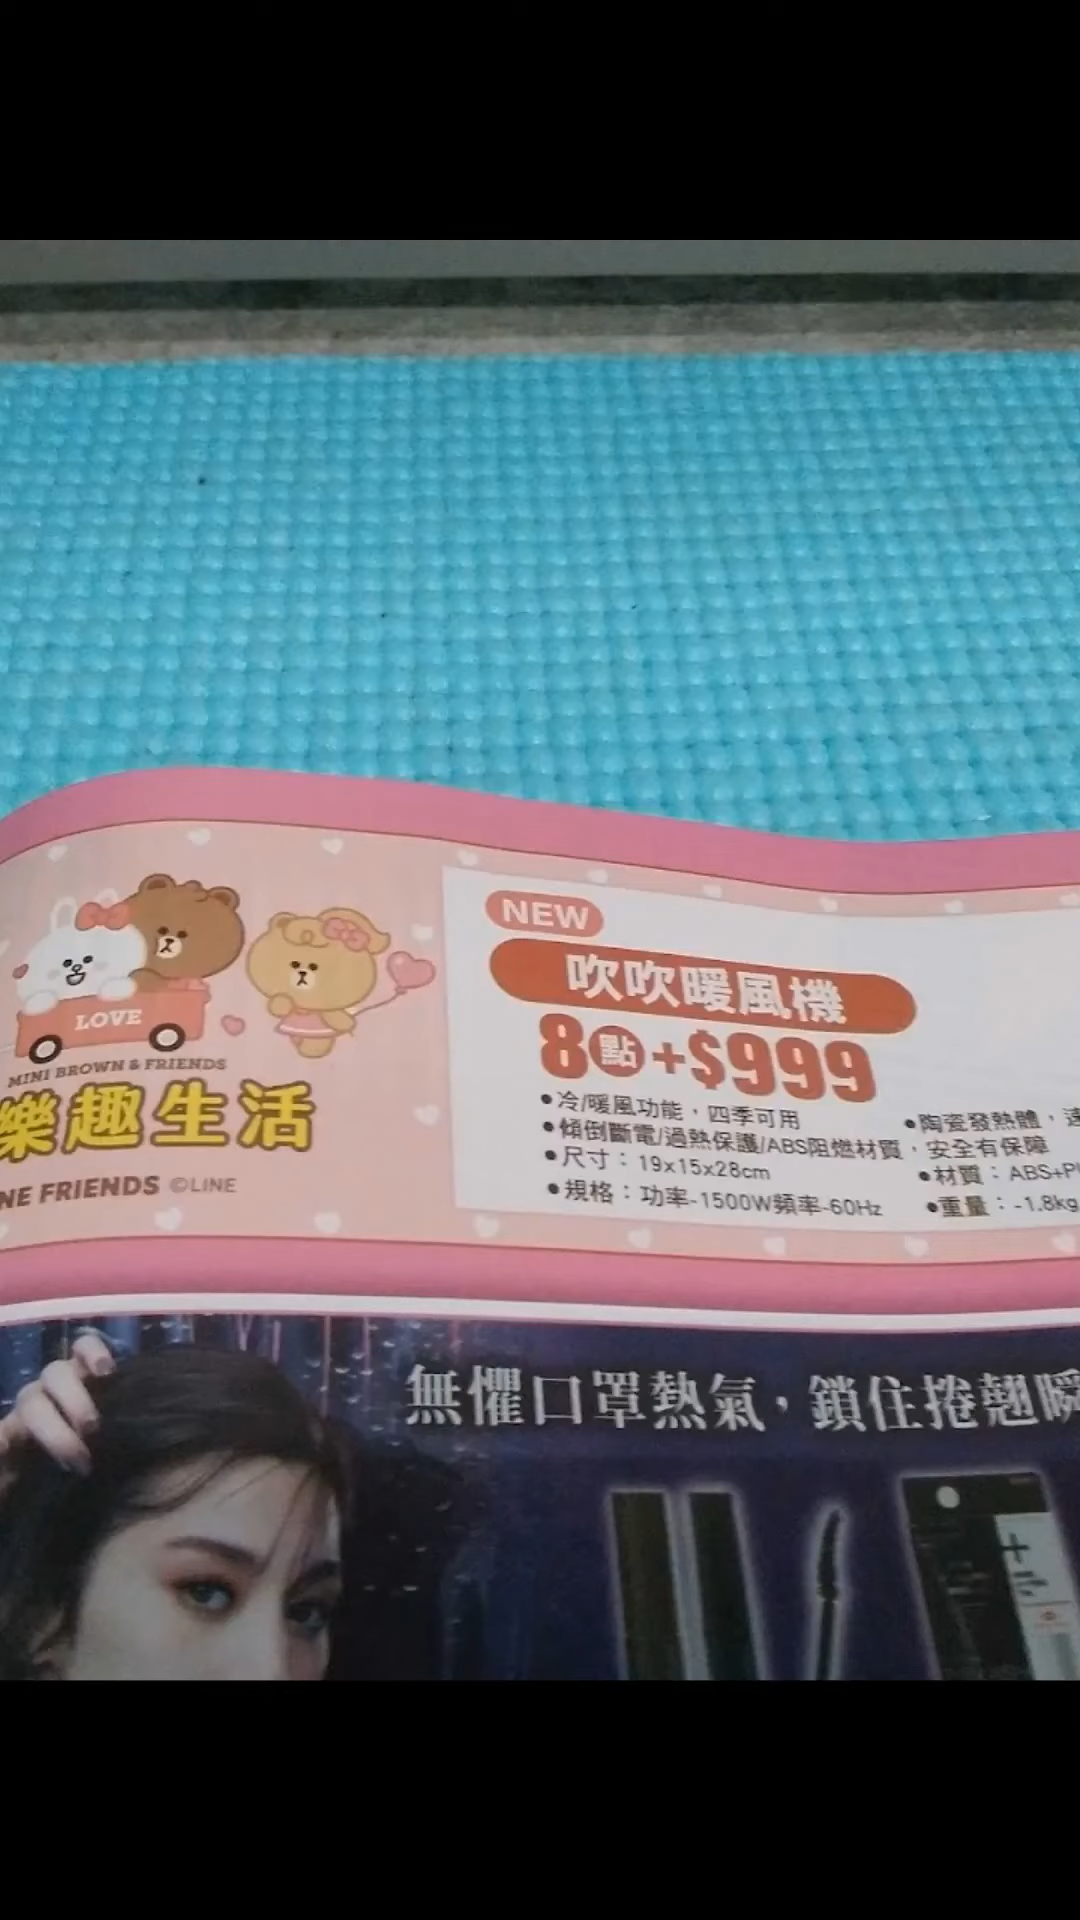 LOVE
MINI BROWN & FRIENDS
樂趣生活
NE FRIENDS ©LINE
NEW
吹吹暖風機
8點+$999
•冷/暖風功能，四季可用
•陶瓷發熱體，速
•傾倒斷電/過熱保護/ABS阻燃材質，安全有保障
•尺寸：19x15x28cm
•材質：ABS+P
•規格：功率-1500W頻率-60Hz
•重量：-1.8kg
無懼口罩熱氣，鎖住捲翹瞬